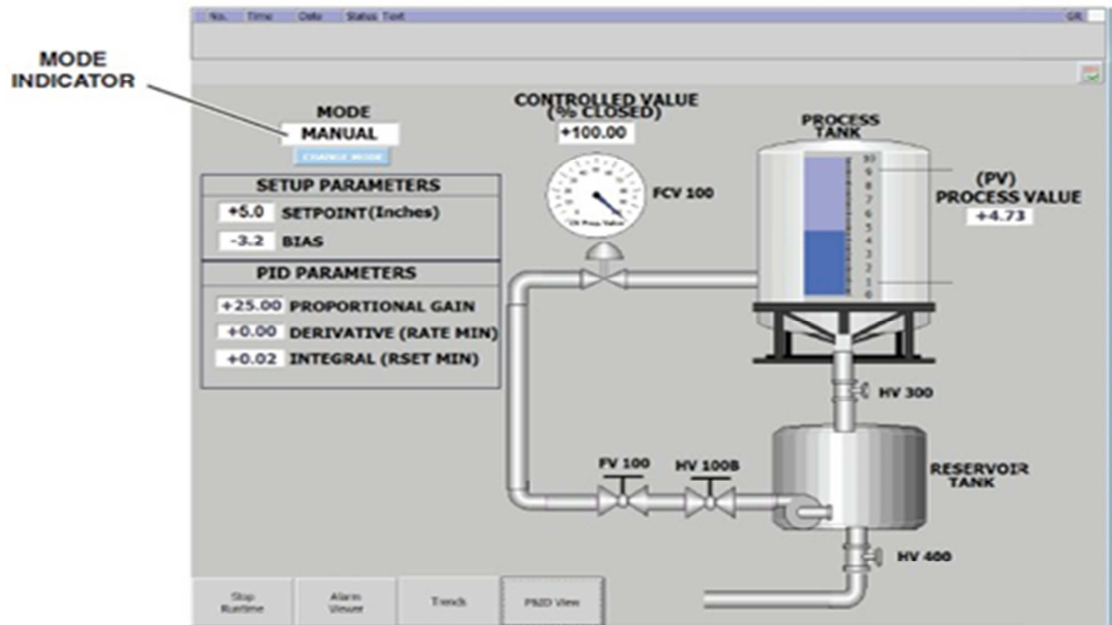 No. Time Date Status Text GR
MODE
INDICATOR
MODE
MANUAL
CHANGE MODE
CONTROLLED VALUE
(% CLOSED)
+100.00
FCV 100
PROCESS
TANK
10
9
8
7
6
5
4
3
2
1
0
(PV)
PROCESS VALUE
+4.73
SETUP PARAMETERS
+5.0 SETPOINT(Inches)
-3.2 BIAS
PID PARAMETERS
+25.00 PROPORTIONAL GAIN
+0.00 DERIVATIVE (RATE MIN)
+0.02 INTEGRAL (RSET MIN)
HV 300
FV 100 HV 100B
RESERVOIR
TANK
HV 400
Stop
Runtime
Alarm
Viewer
Trends
P&ID View